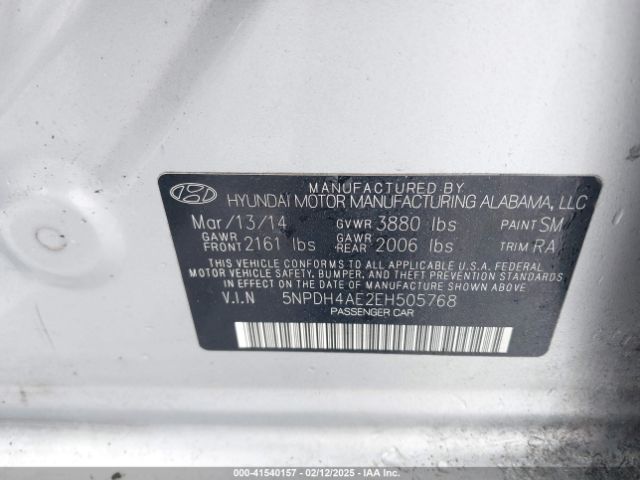 MANUFACTURED BY
HYUNDAI MOTOR MANUFACTURING ALABAMA, LLC
Mar/13/14 GVWR 3880 lbs PAINT SM
GAWR FRONT 2161 lbs GAWR REAR 2006 lbs TRIM RA
THIS VEHICLE CONFORMS TO ALL APPLICABLE U.S. FEDERAL
MOTOR VEHICLE SAFETY, BUMPER, AND THEFT PREVENTION STANDARDS
IN EFFECT ON THE DATE OF MANUFACTURE SHOWN ABOVE
V.I.N 5NPDH4AE2EH505768
PASSENGER CAR
000-41540157 - 02/12/2025 - IAA Inc.